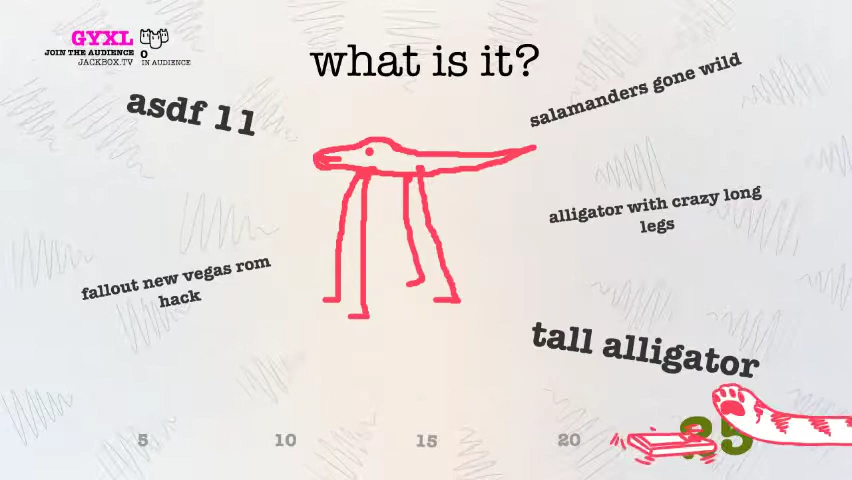 GYXL
JOIN THE AUDIENCE
JACKBOX.TV
0
IN AUDIENCE
what is it?
asdf 11
salamanders gone wild
alligator with crazy long
legs
fallout new vegas rom
hack
tall alligator
5
10
15
20